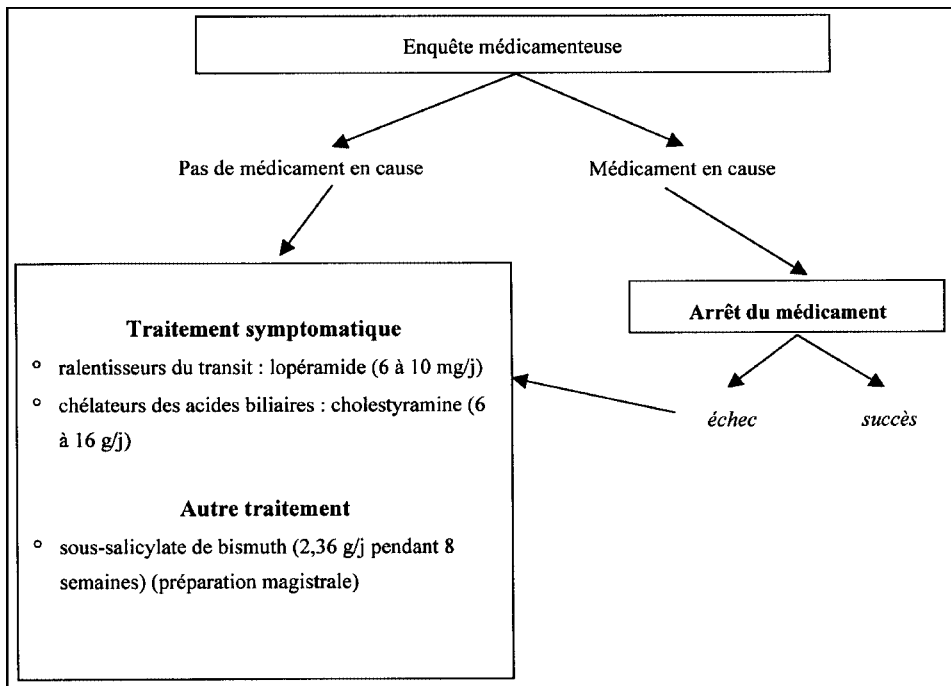 Enquête médicamenteuse
Pas de médicament en cause
Médicament en cause
Traitement symptomatique
° ralentisseurs du transit : lopéramide (6 à 10 mg/j)
° chélateurs des acides biliaires : cholestyramine (6
à 16 g/j)
Autre traitement
° sous-salicylate de bismuth (2,36 g/j pendant 8
semaines) (préparation magistrale)
Arrêt du médicament
échec
succès